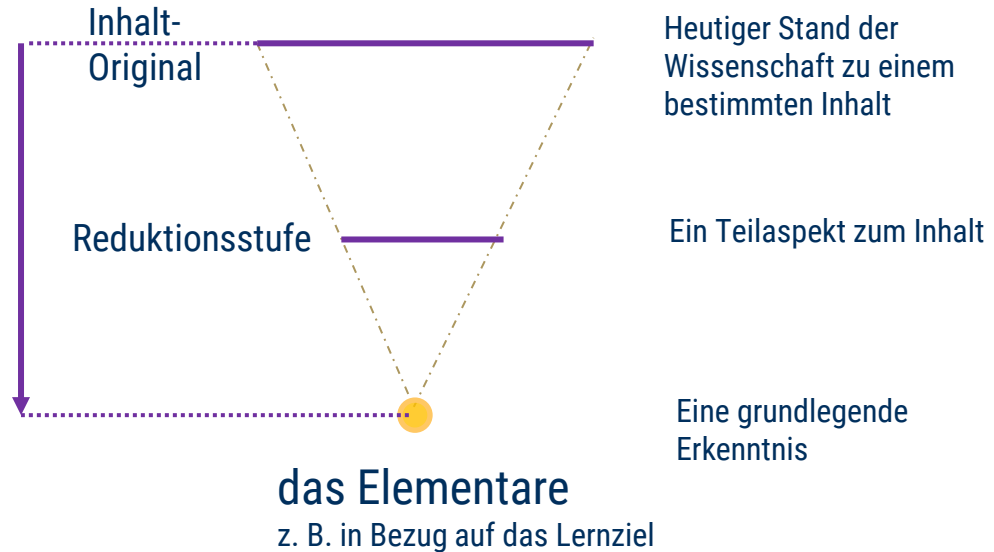 Inhalt-
Original
Heutiger Stand der
Wissenschaft zu einem
bestimmten Inhalt
Reduktionsstufe
Ein Teilaspekt zum Inhalt
Eine grundlegende
Erkenntnis
das Elementare
z. B. in Bezug auf das Lernziel